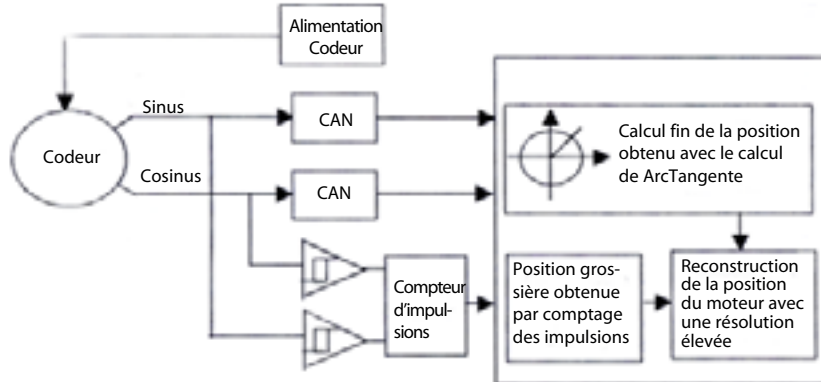 Alimentation
Codeur
Sinus
CAN
Codeur
Cosinus
CAN
Calcul fin de la position
obtenu avec le calcul
de ArcTangente
Compteur
d'impul-
sions
Position gros-
sière obtenue
par comptage
des impulsions
Reconstruction
de la position
du moteur avec
une résolution
élevée